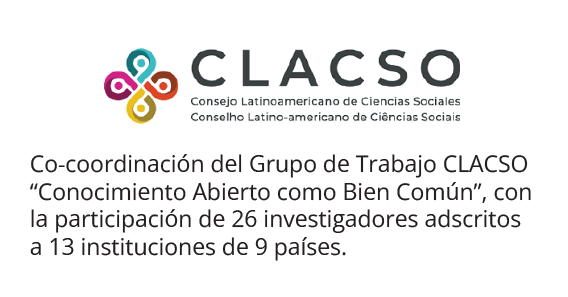 CLACSO
Consejo Latinoamericano de Ciencias Sociales
Conselho Latino-americano de Ciências Sociais
Co-coordinación del Grupo de Trabajo CLACSO
“Conocimiento Abierto como Bien Común”, con
la participación de 26 investigadores adscritos
a 13 instituciones de 9 países.